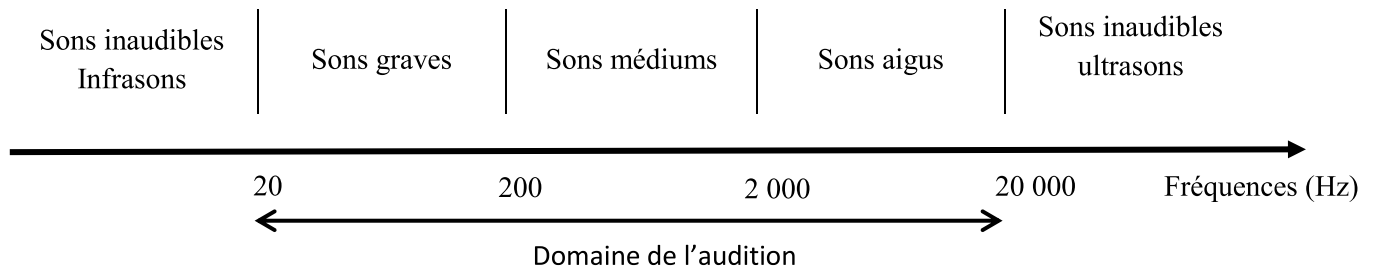 Sons inaudibles
Infrasons
Sons graves
Sons médiums
Sons aigus
Sons inaudibles
ultrasons
20
200
2 000
20 000
Fréquences (Hz)
Domaine de l’audition